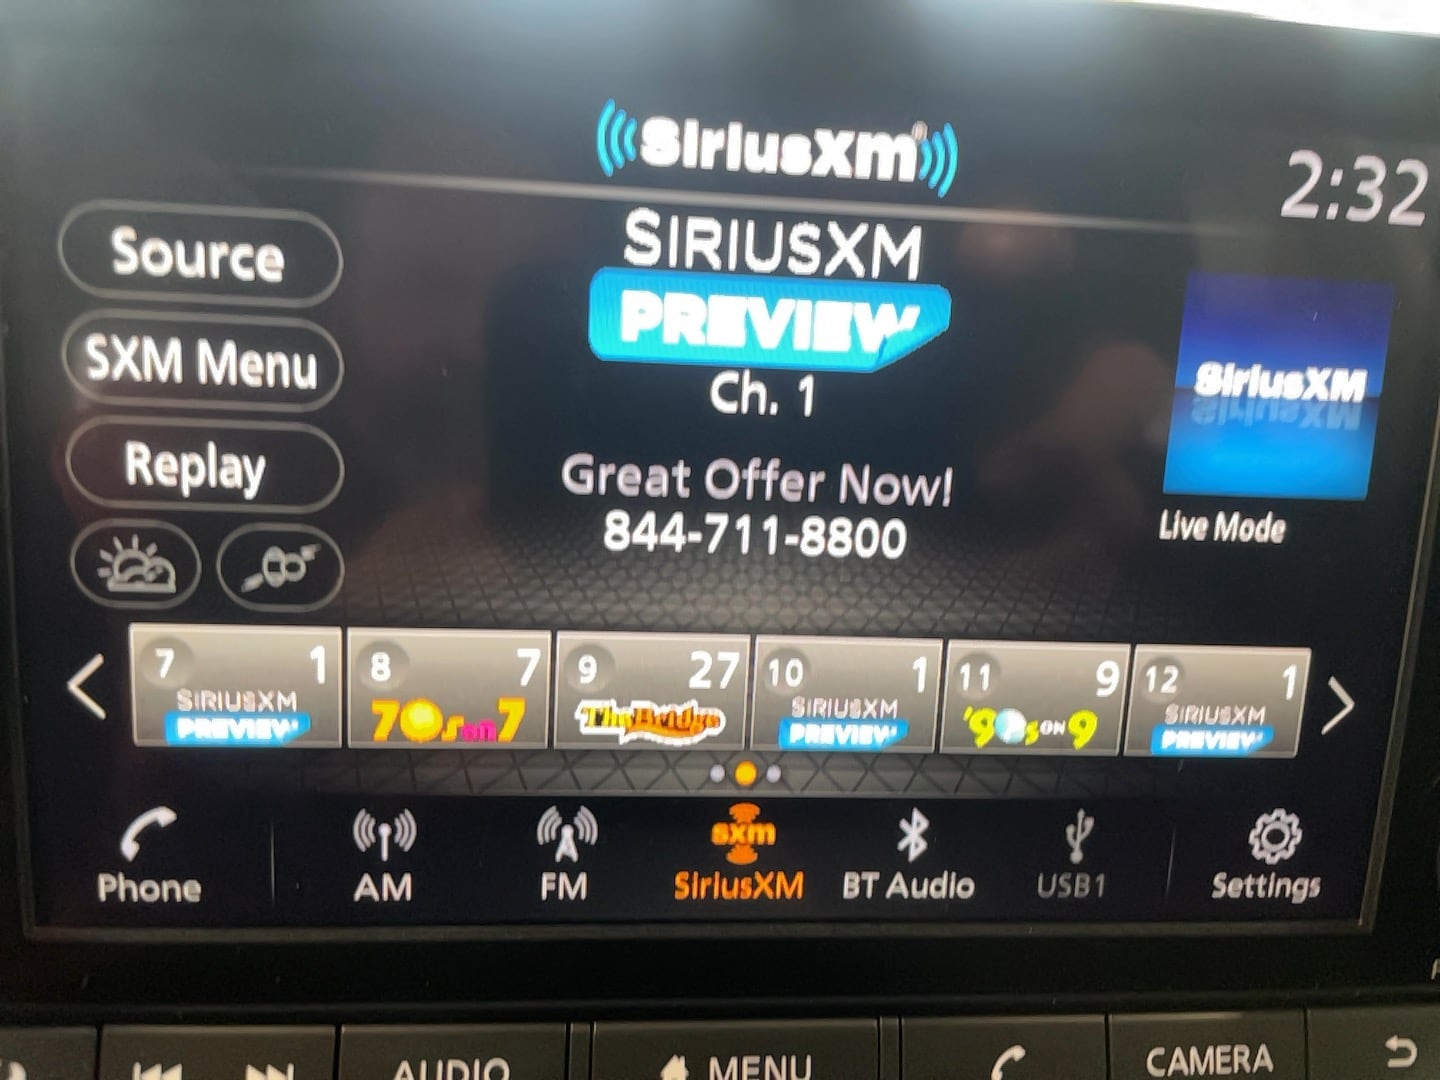 SiriusXm
2:32
Source
SIRIUSXM
PREVIEW
SXM Menu
Ch. 1
SiriusXM
Replay
Great Offer Now!
844-711-8800
Live Mode
7 1
SIRIUSXM
PREVIEW
8 7
70s on 7
9 27
The Bridge
10 1
SIRIUSXM
PREVIEW
11 9
'90s ON 9
12 1
SIRIUSXM
PREVIEW
sxm
Phone
AM
FM
SiriusXM
BT Audio
USB1
Settings
AUDIO
MENU
CAMERA